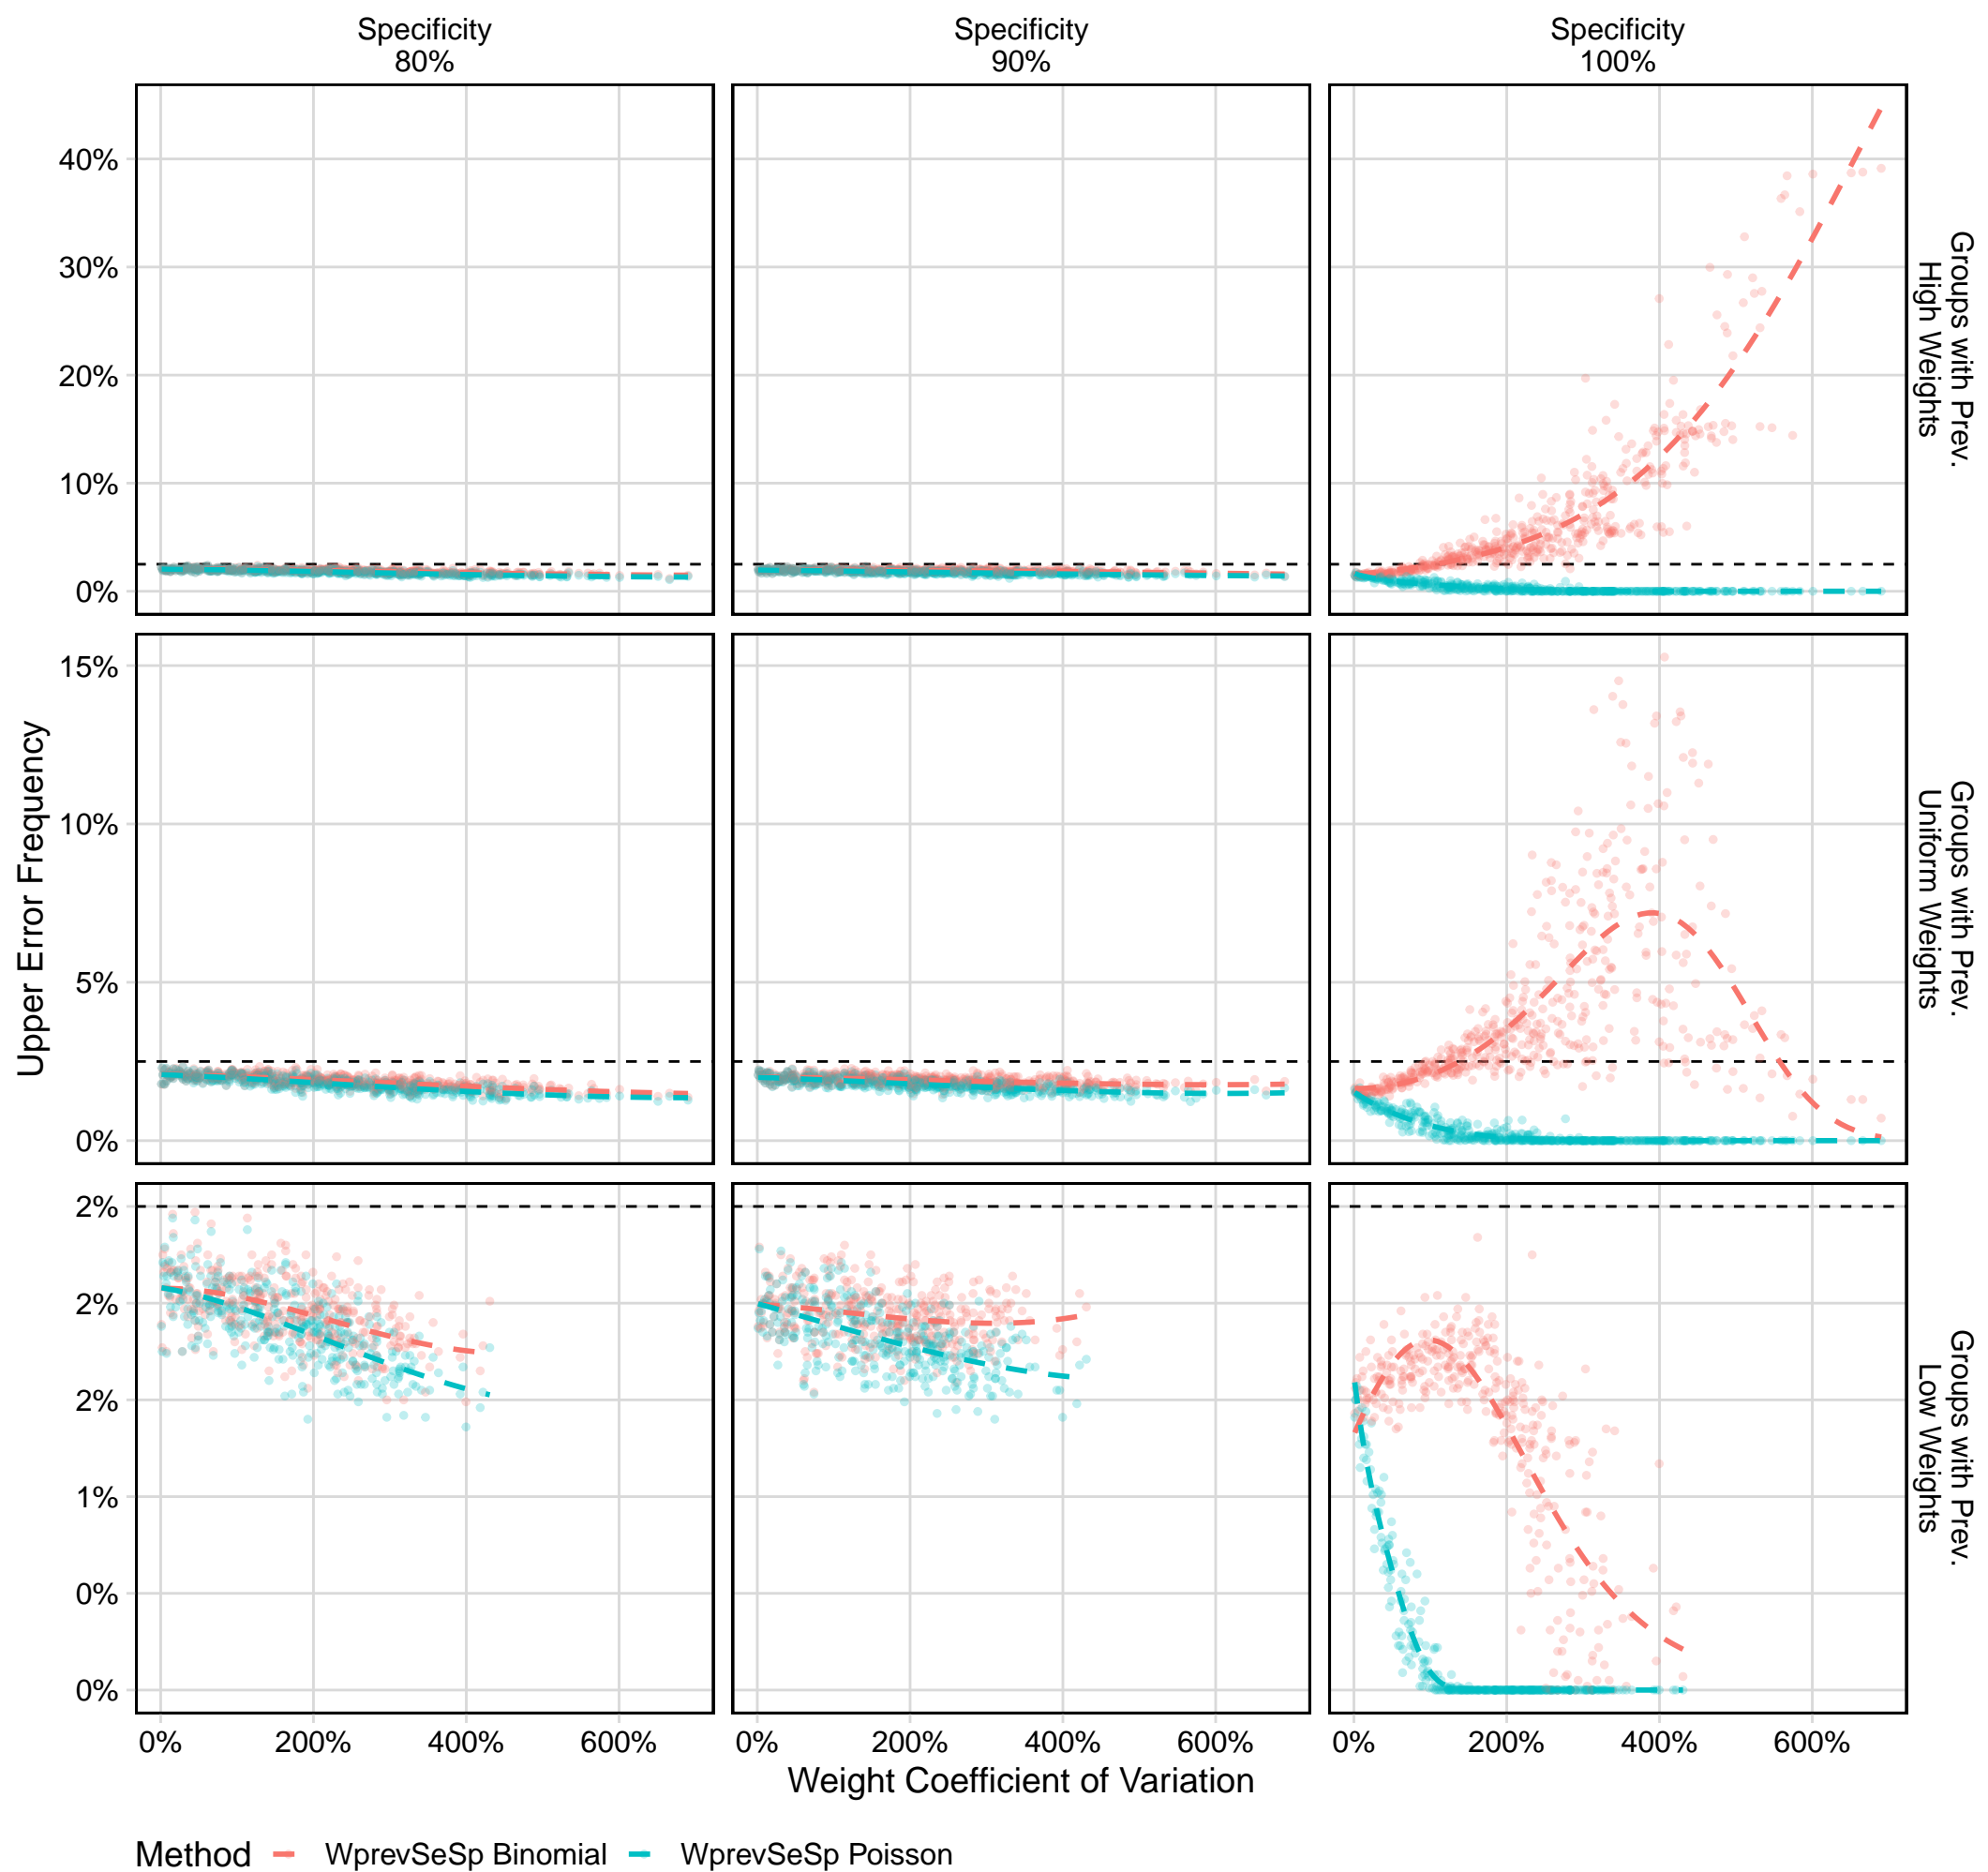 Specificity
80%
Specificity
90%
Specificity
100%
40%
30%
20%
10%
0%
Groups with Prev.
High Weights
15%
10%
5%
0%
Groups with Prev.
Uniform Weights
2%
2%
2%
1%
0%
0%
Groups with Prev.
Low Weights
Upper Error Frequency
0% 200% 400% 600%
0% 200% 400% 600%
0% 200% 400% 600%
Weight Coefficient of Variation
Method WprevSeSp Binomial WprevSeSp Poisson